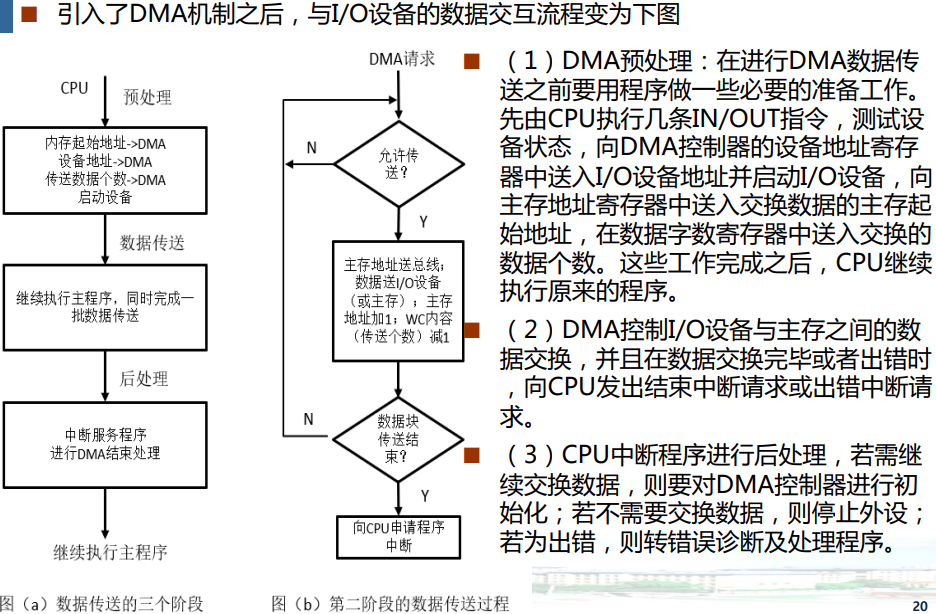 引入了DMA机制之后，与I/O设备的数据交互流程变为下图
CPU
预处理
内存起始地址->DMA
设备地址->DMA
传送数据个数->DMA
启动设备
数据传送
继续执行主程序，同时完成一
批数据传送
后处理
中断服务程序
进行DMA结束处理
继续执行主程序
图（a）数据传送的三个阶段
DMA请求
允许传
送？
N
Y
主存地址送总线；
数据送I/O设备
（或主存）；主存
地址加1；WC内容
（传送个数）减1
数据块
传送结
束？
N
Y
向CPU申请程序
中断
图（b）第二阶段的数据传送过程
（1）DMA预处理：在进行DMA数据传
送之前要用程序做一些必要的准备工作。
先由CPU执行几条IN/OUT指令，测试设
备状态，向DMA控制器的设备地址寄存
器中送入I/O设备地址并启动I/O设备，向
主存地址寄存器中送入交换数据的主存起
始地址，在数据字数寄存器中送入交换的
数据个数。这些工作完成之后，CPU继续
执行原来的程序。
（2）DMA控制I/O设备与主存之间的数
据交换，并且在数据交换完毕或者出错时
，向CPU发出结束中断请求或出错中断请
求。
（3）CPU中断程序进行后处理，若需继
续交换数据，则要对DMA控制器进行初
始化；若不需要交换数据，则停止外设；
若为出错，则转错误诊断及处理程序。
20